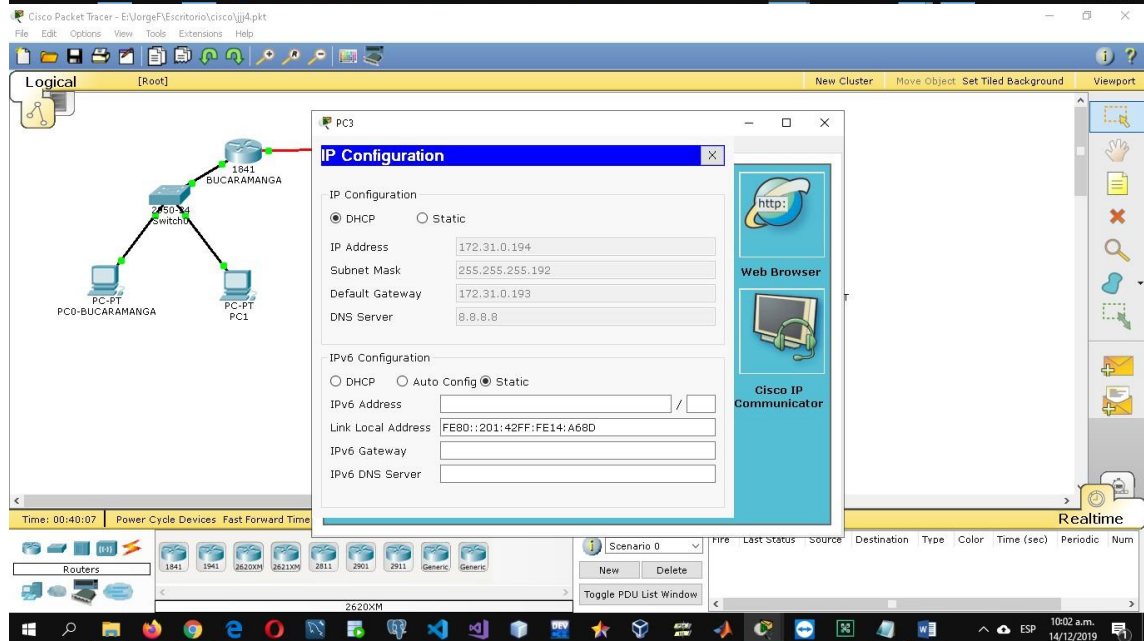 Cisco Packet Tracer - E:\JorgeF\Escritorio\cisco\jjj4.pkt
File Edit Options View Tools Extensions Help
Logical [Root] New Cluster Move Object Set Tiled Background Viewport
1841
BUCARAMANGA
2950-24
Switch0
PC-PT
PC0-BUCARAMANGA
PC-PT
PC1
PC3
IP Configuration X
IP Configuration
DHCP Static
IP Address 172.31.0.194
Subnet Mask 255.255.255.192
Default Gateway 172.31.0.193
DNS Server 8.8.8.8
IPv6 Configuration
DHCP Auto Config Static
IPv6 Address /
Link Local Address FE80::201:42FF:FE14:A68D
IPv6 Gateway
IPv6 DNS Server
http:
Web Browser
Cisco IP
Communicator
T
Time: 00:40:07 Power Cycle Devices Fast Forward Time
Realtime
Routers
1841 1941 2620XM 2621XM 2811 2901 2911 Generic Generic
2620XM
Scenario 0
New Delete
Toggle PDU List Window
Fire Last Status Source Destination Type Color Time (sec) Periodic Num
DEV
ESP
10:02 a.m.
14/12/2019